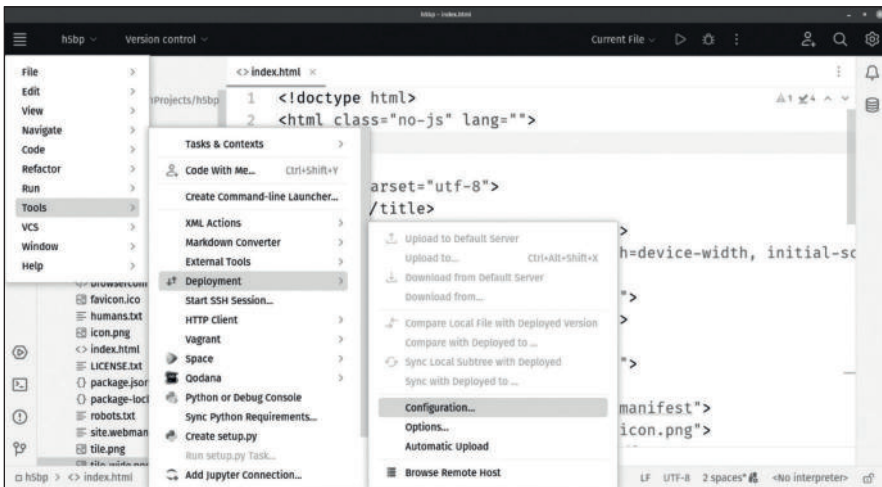 h5bp - index.html
h5bp
Version control
Current File
File
Edit
View
Navigate
Code
Refactor
Run
Tools
VCS
Window
Help
Projects/h5bp
<> index.html ×
1 <!doctype html>
2 <html class="no-js" lang="">
1 4
Tasks & Contexts
Code With Me... Ctrl+Shift+Y
Create Command-line Launcher...
XML Actions
Markdown Converter
External Tools
Deployment
Start SSH Session...
HTTP Client
Vagrant
Space
Qodana
Python or Debug Console
Sync Python Requirements...
Create setup.py
Run setup.py Task...
Add Jupyter Connection...
arset="utf-8">
/title>
>
h=device-width, initial-sc
">
>
">
manifest">
icon.png">
Upload to Default Server
Upload to... Ctrl+Alt+Shift+X
Download from Default Server
Download from...
Compare Local File with Deployed Version
Compare with Deployed to ...
Sync Local Subtree with Deployed
Sync with Deployed to ...
Configuration...
Options...
Automatic Upload
Browse Remote Host
favicon.ico
humans.txt
icon.png
<> index.html
LICENSE.txt
{} package.json
{} package-loc
robots.txt
site.webman
tile.png
h5bp > <> index.html
LF UTF-8 2 spaces* <No interpreter>